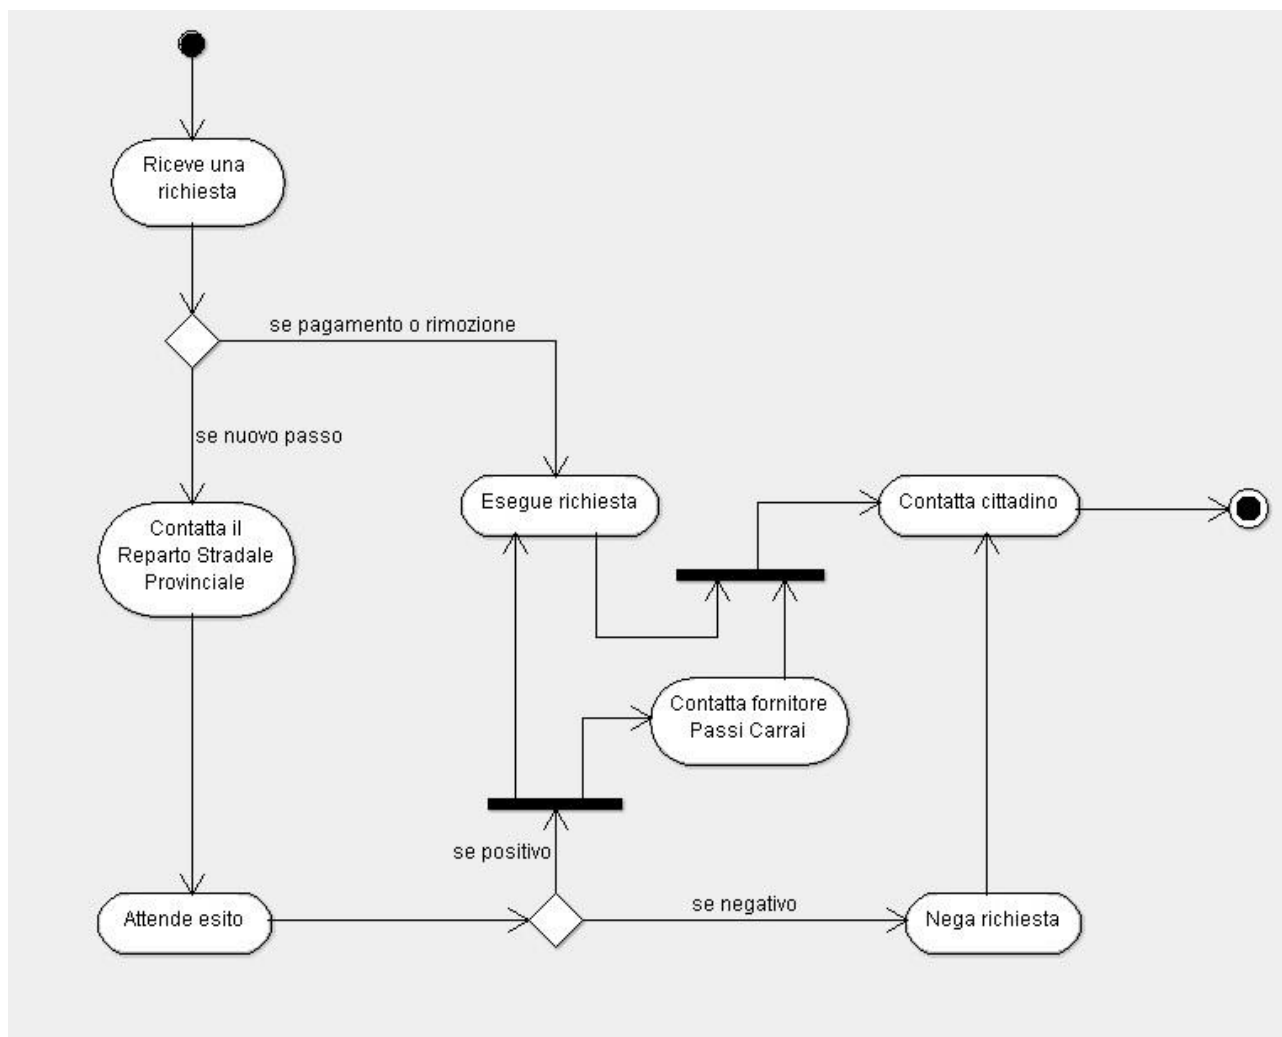 Riceve una
richiesta
se pagamento o rimozione
se nuovo passo
Esegue richiesta
Contatta cittadino
Contatta il
Reparto Stradale
Provinciale
Contatta fornitore
Passi Carrai
se positivo
Attende esito
se negativo
Nega richiesta